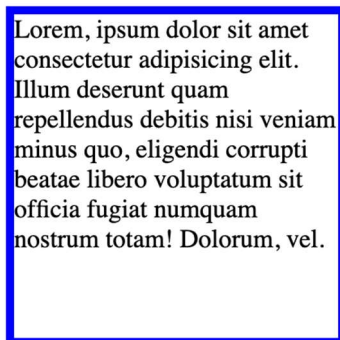 Lorem, ipsum dolor sit amet
consectetur adipisicing elit.
Illum deserunt quam
repellendus debitis nisi veniam
minus quo, eligendi corrupti
beatae libero voluptatum sit
officia fugiat numquam
nostrum totam! Dolorum, vel.